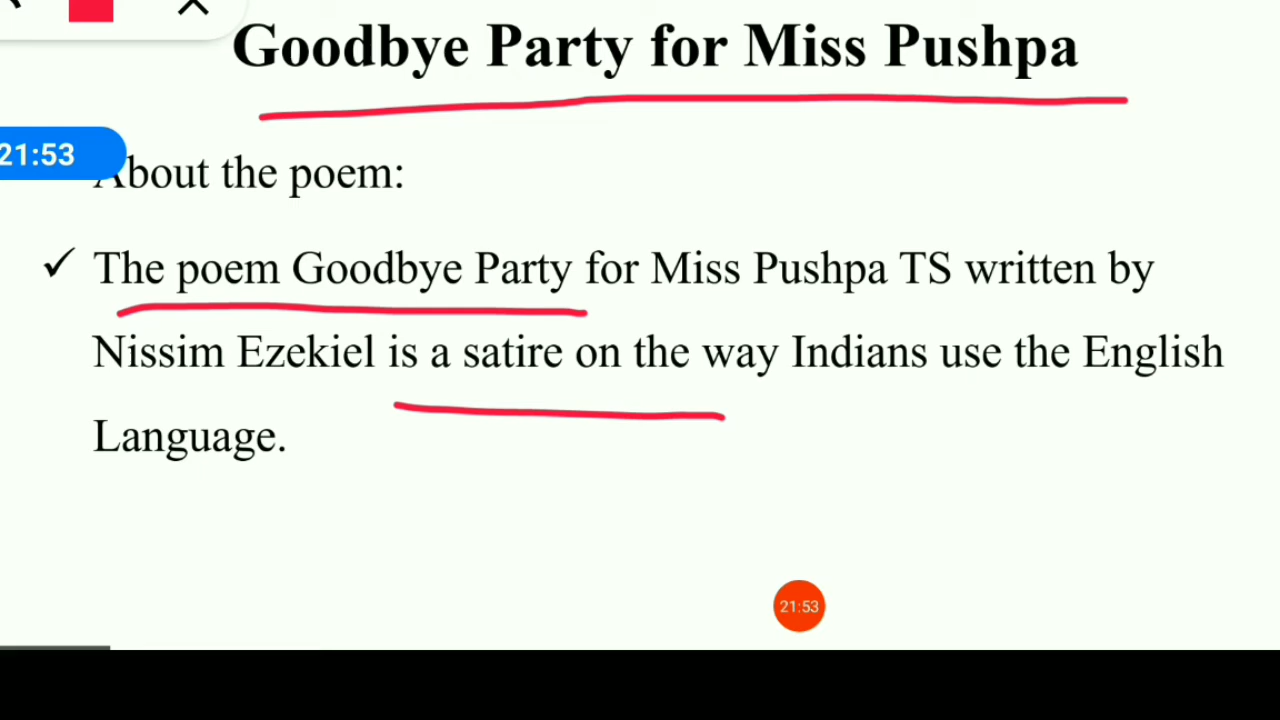 Goodbye Party for Miss Pushpa
21:53
About the poem:
✓ The poem Goodbye Party for Miss Pushpa TS written by
Nissim Ezekiel is a satire on the way Indians use the English
Language.
21:53